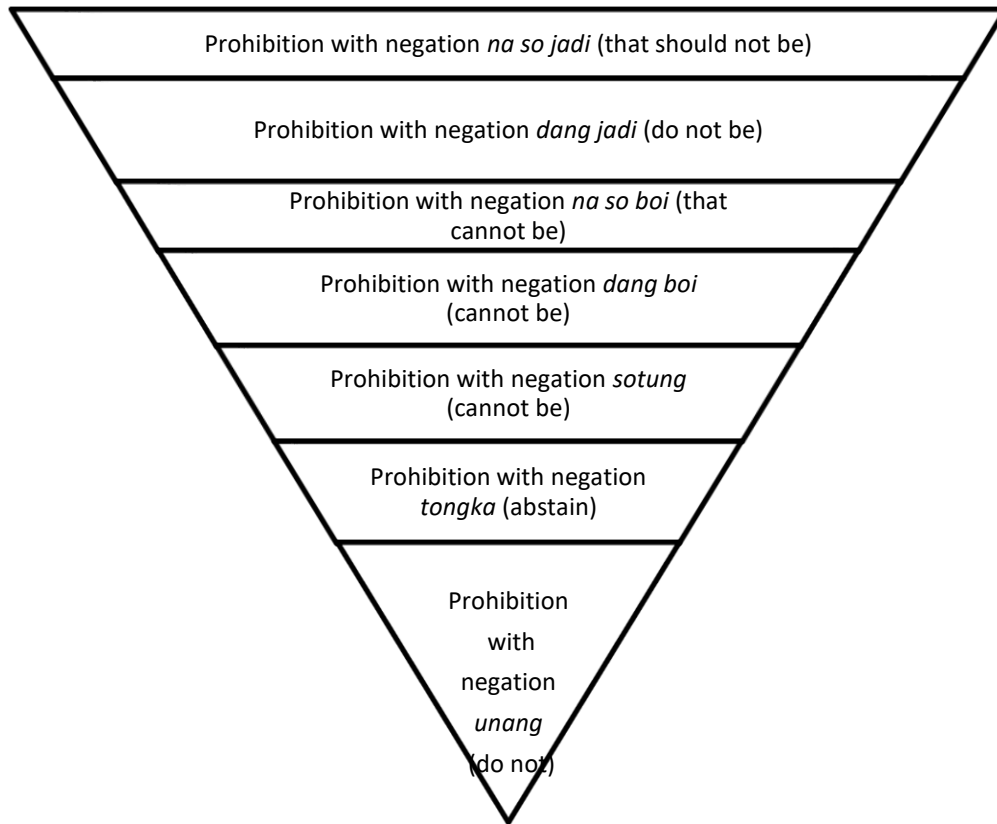 Prohibition with negation na so jadi (that should not be)
Prohibition with negation dang jadi (do not be)
Prohibition with negation na so boi (that
cannot be)
Prohibition with negation dang boi
(cannot be)
Prohibition with negation sotung
(cannot be)
Prohibition with negation
tongka (abstain)
Prohibition
with
negation
unang
(do not)